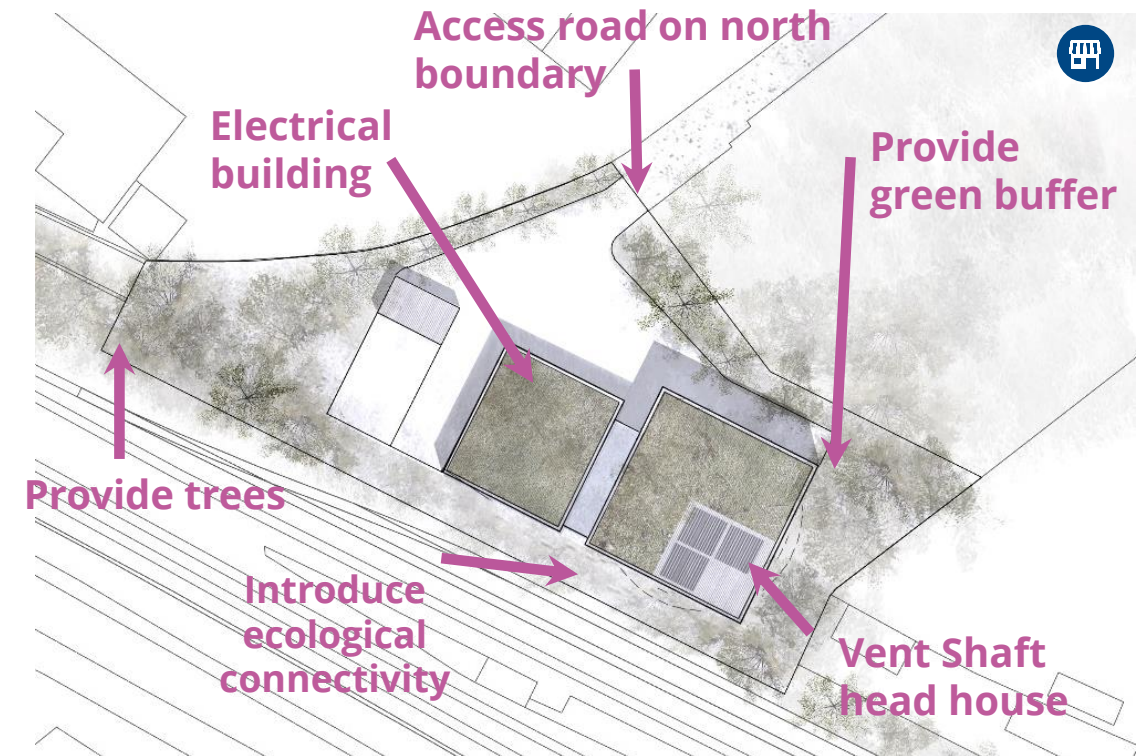 Access road on north
boundary
Electrical
building
Provide
green buffer
Provide trees
Introduce
ecological
connectivity
Vent Shaft
head house